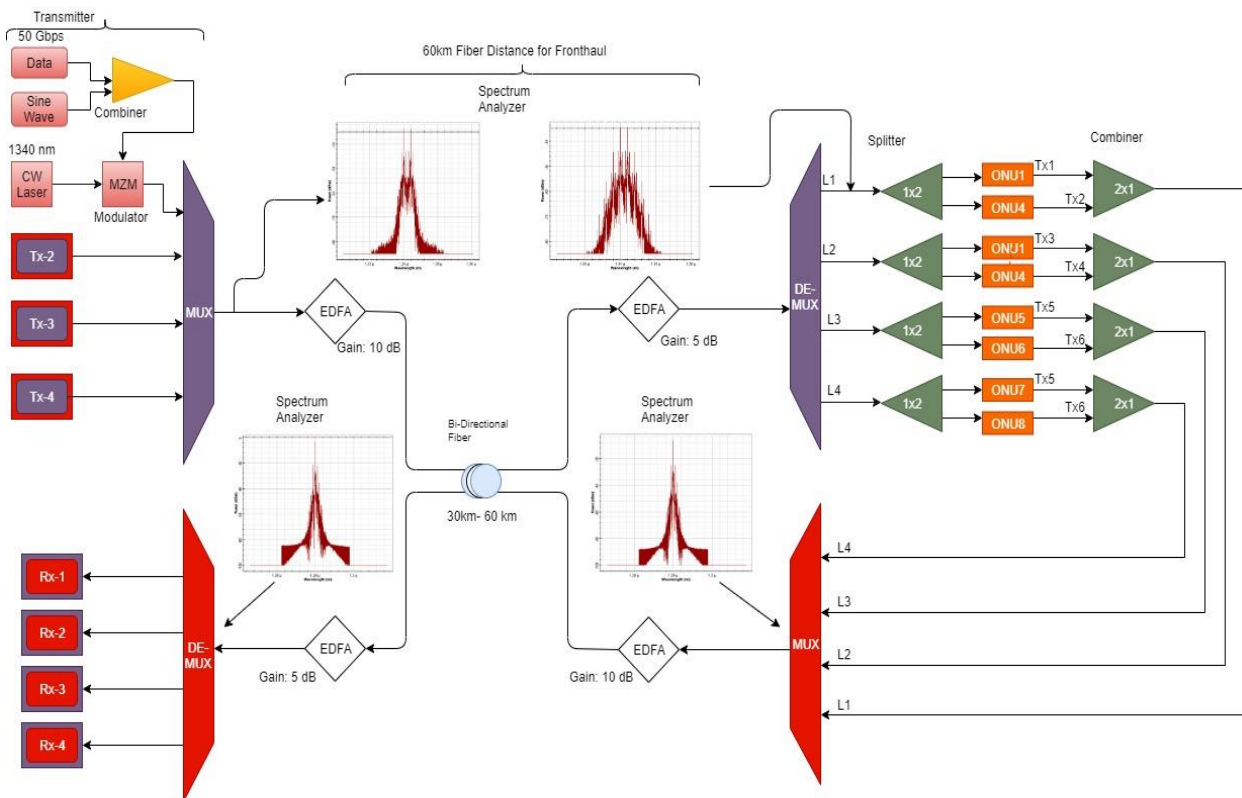 Transmitter
50 Gbps
Data
Sine
Wave
Combiner
1340 nm
CW
Laser
MZM
Modulator
Tx-2
Tx-3
Tx-4
MUX
60km Fiber Distance for Fronthaul
Spectrum
Analyzer
EDFA
Gain: 10 dB
EDFA
Gain: 5 dB
DE-
MUX
L1
L2
L3
L4
Splitter
Combiner
1x2
ONU1
Tx1
ONU4
Tx2
2x1
1x2
ONU1
Tx3
ONU4
Tx4
2x1
1x2
ONU5
Tx5
ONU6
Tx6
2x1
1x2
ONU7
Tx5
ONU8
Tx6
2x1
Spectrum
Analyzer
Bi-Directional
Fiber
30km- 60 km
Spectrum
Analyzer
Rx-1
Rx-2
Rx-3
Rx-4
DE-
MUX
EDFA
Gain: 5 dB
EDFA
Gain: 10 dB
MUX
L4
L3
L2
L1